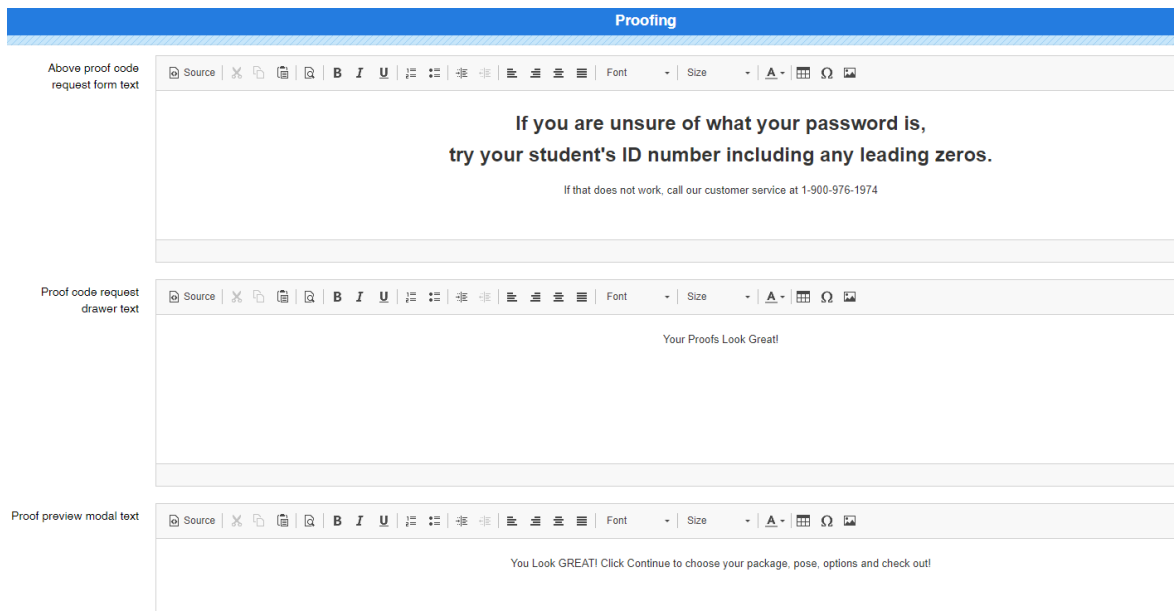 Proofing
Above proof code
request form text
Source B I U Font Size A Ω
If you are unsure of what your password is,
try your student's ID number including any leading zeros.
If that does not work, call our customer service at 1-900-976-1974
Proof code request
drawer text
Source B I U Font Size A Ω
Your Proofs Look Great!
Proof preview modal text
Source B I U Font Size A Ω
You Look GREAT! Click Continue to choose your package, pose, options and check out!